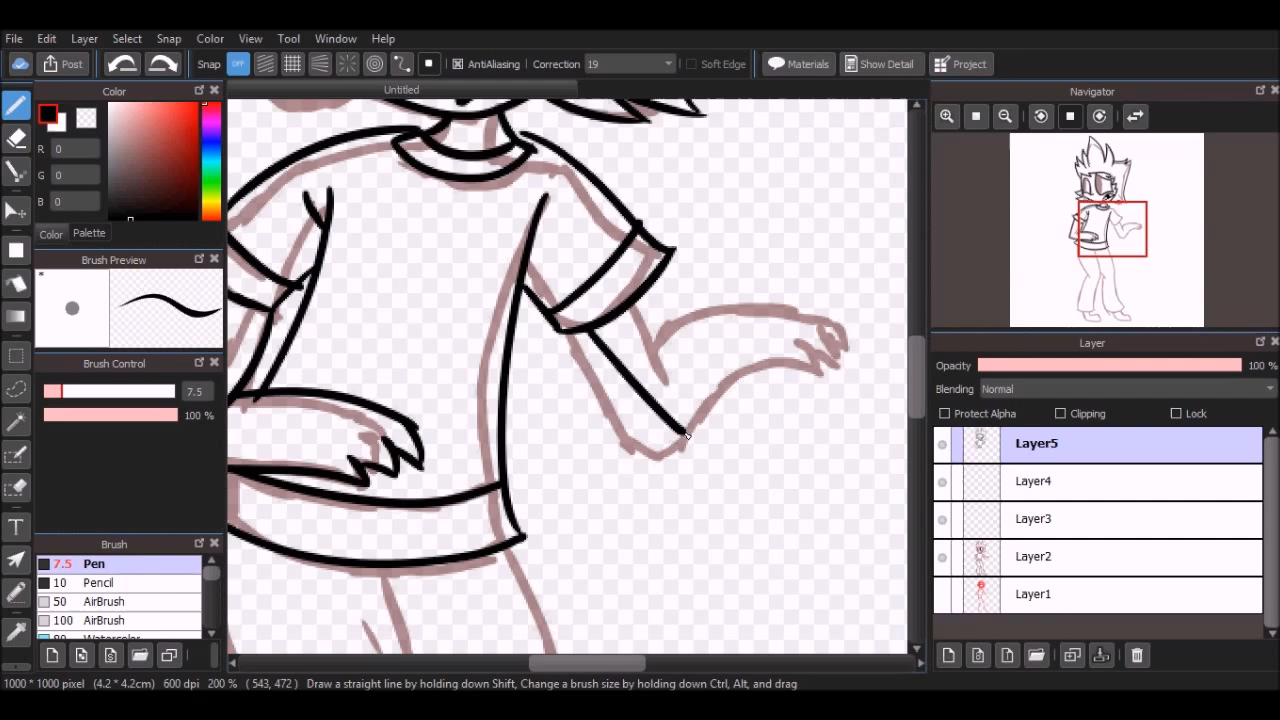 File Edit Layer Select Snap Color View Tool Window Help
Post Snap OFF AntiAliasing Correction 19 Soft Edge Materials Show Detail Project
Color
Untitled
Navigator
R 0
G 0
B 0
Color Palette
Brush Preview
*
Brush Control
7.5
100 %
Brush
7.5 Pen
10 Pencil
50 AirBrush
100 AirBrush
80 Watercolor
Layer
Opacity 100 %
Blending Normal
Protect Alpha Clipping Lock
Layer5
Layer4
Layer3
Layer2
Layer1
1000 * 1000 pixel (4.2 * 4.2cm) 600 dpi 200 % ( 543, 472 ) Draw a straight line by holding down Shift, Change a brush size by holding down Ctrl, Alt, and drag